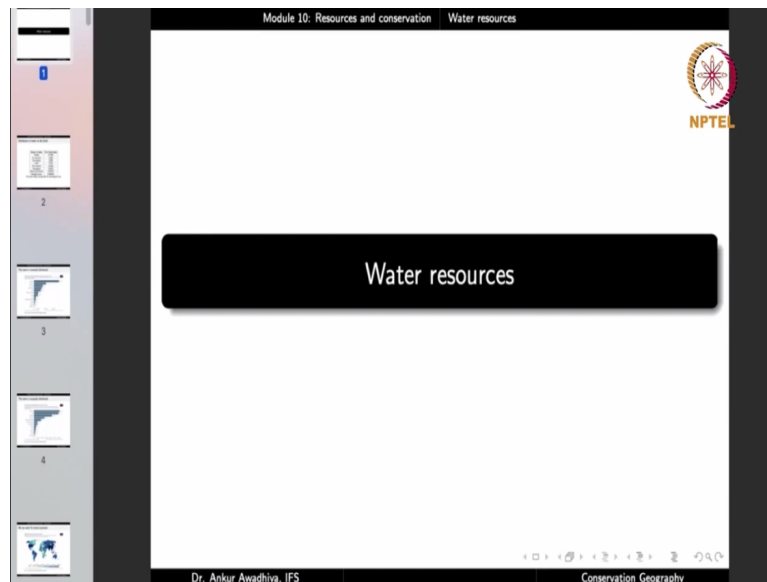 Module 10: Resources and conservation Water resources
NPTEL
Water resources
1
2
3
4
Dr. Ankur Awadhiya, IFS Conservation Geography